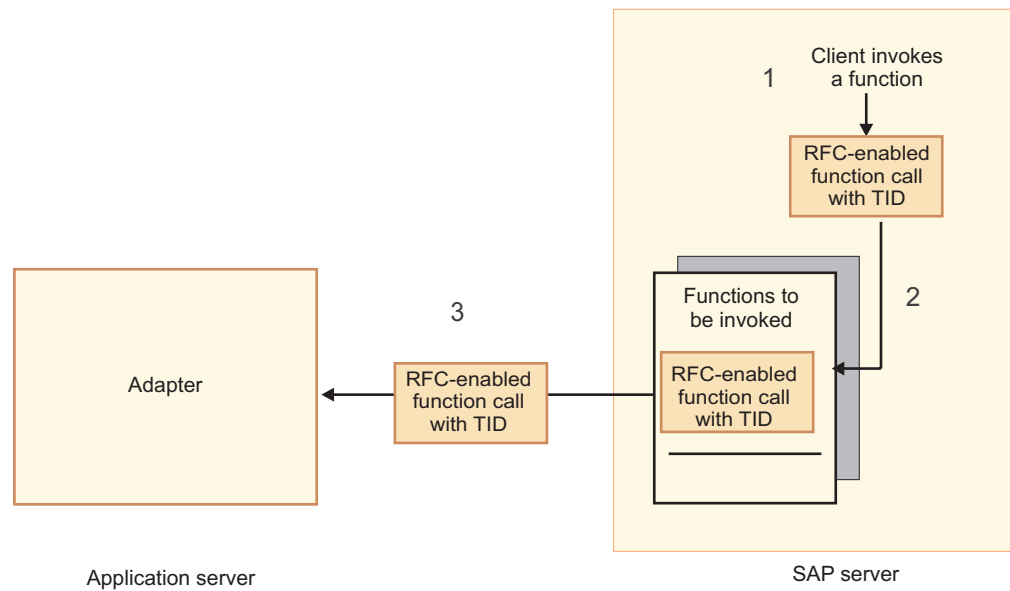 1
Client invokes
a function
RFC-enabled
function call
with TID
2
Functions to
be invoked
RFC-enabled
function call
with TID
3
RFC-enabled
function call
with TID
Adapter
Application server
SAP server